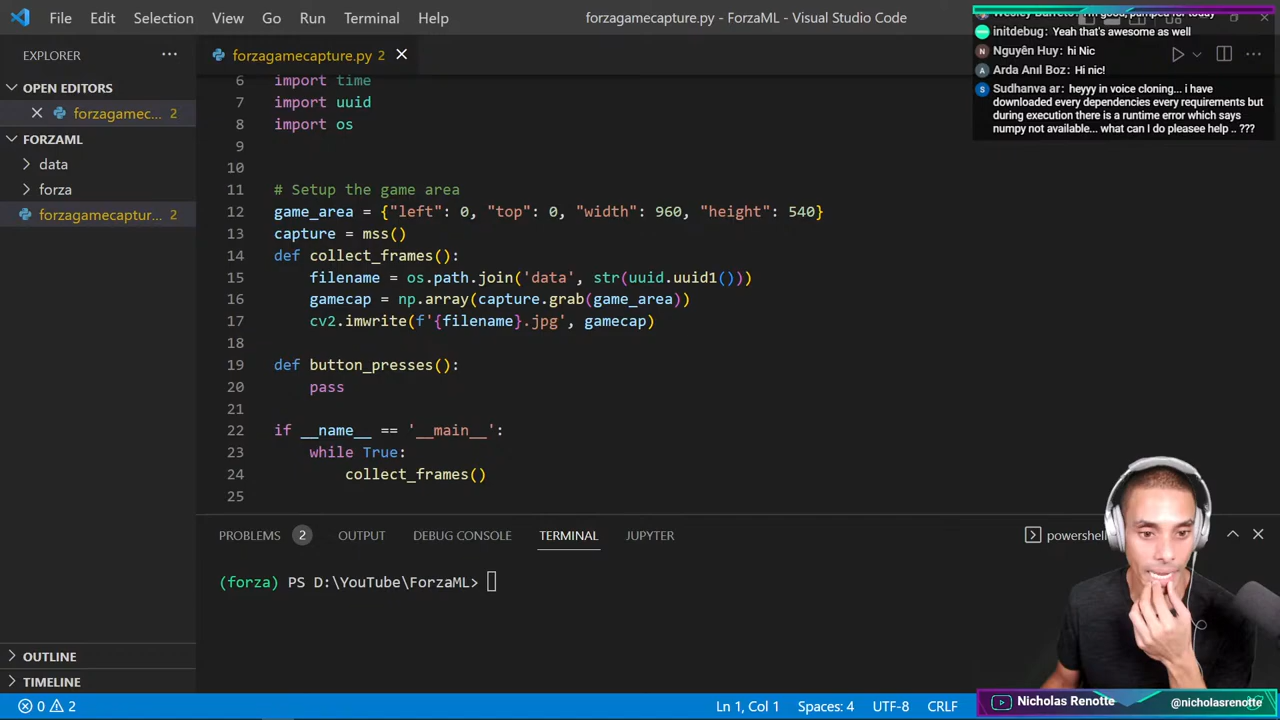 File Edit Selection View Go Run Terminal Help
forzagamecapture.py - ForzaML - Visual Studio Code
EXPLORER
forzagamecapture.py 2
OPEN EDITORS
forzagamec... 2
FORZAML
data
forza
forzagamecaptur... 2
6 import time
7 import uuid
8 import os
9
10
11 # Setup the game area
12 game_area = {"left": 0, "top": 0, "width": 960, "height": 540}
13 capture = mss()
14 def collect_frames():
15 filename = os.path.join('data', str(uuid.uuid1()))
16 gamecap = np.array(capture.grab(game_area))
17 cv2.imwrite(f'{filename}.jpg', gamecap)
18
19 def button_presses():
20 pass
21
22 if __name__ == '__main__':
23 while True:
24 collect_frames()
25
initdebug: Yeah that's awesome as well
Nguyên Huy: hi Nic
Arda Anıl Boz: Hi nic!
Sudhanva ar: heyyy in voice cloning... i have
downloaded every dependencies every requirements but
during execution there is a runtime error which says
numpy not available... what can I do pleasee help .. ???
PROBLEMS 2 OUTPUT DEBUG CONSOLE TERMINAL JUPYTER
powershell
(forza) PS D:\YouTube\ForzaML>
OUTLINE
TIMELINE
0 2
Ln 1, Col 1 Spaces: 4 UTF-8 CRLF
Nicholas Renotte @nicholasrenotte